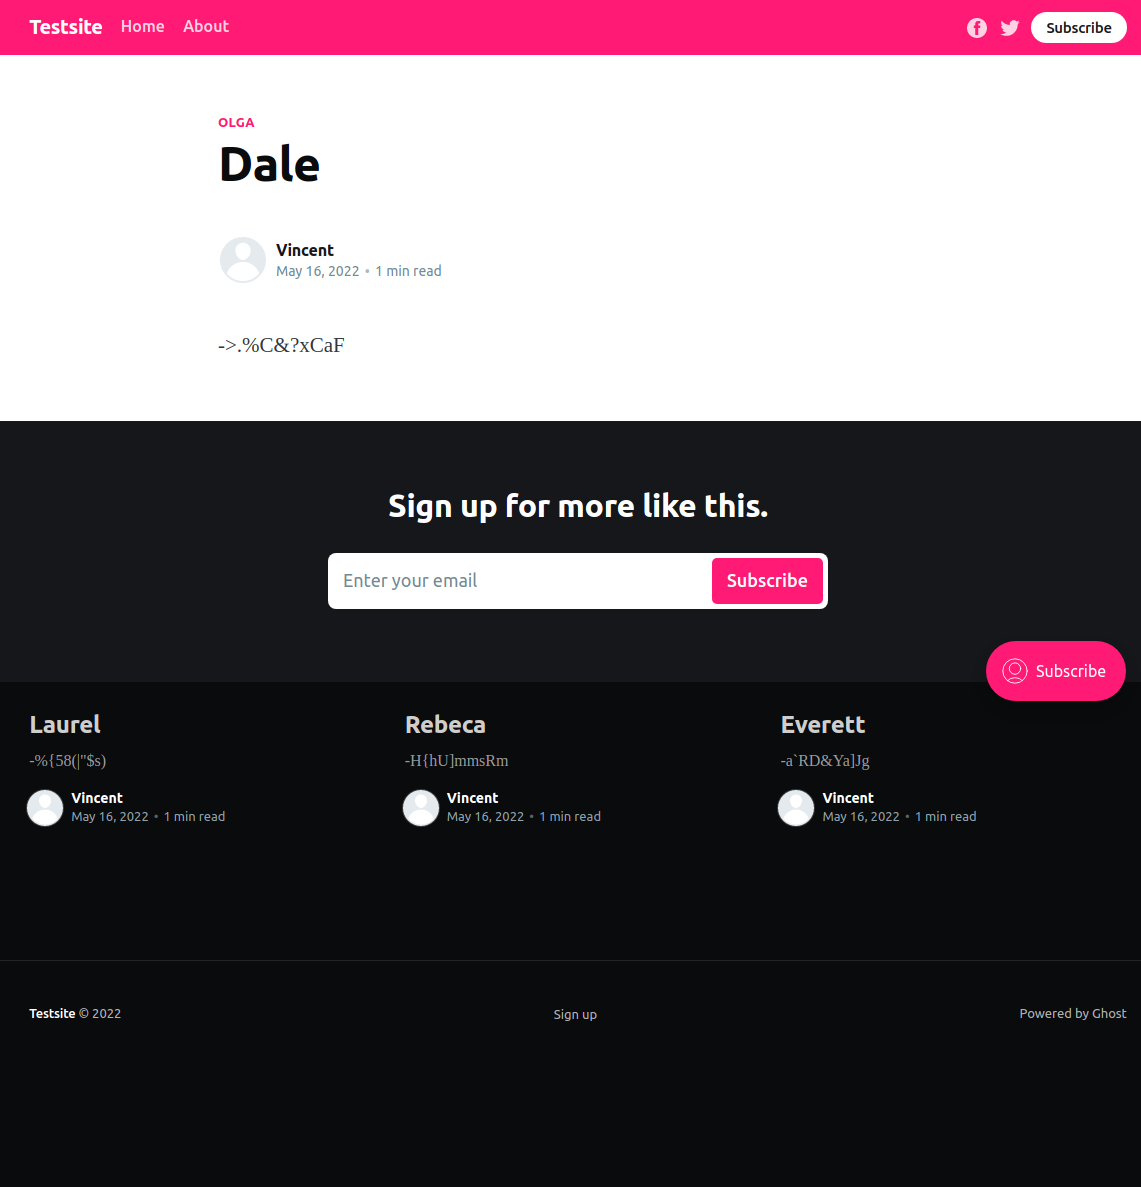 Testsite Home About Subscribe
OLGA
Dale
Vincent
May 16, 2022 • 1 min read
->.%C&?xCaF
Sign up for more like this.
Enter your email Subscribe
Subscribe
Laurel
-%{58(|"$s)
Vincent
May 16, 2022 • 1 min read
Rebeca
-H{hU]mmsRm
Vincent
May 16, 2022 • 1 min read
Everett
-a`RD&Ya]Jg
Vincent
May 16, 2022 • 1 min read
Testsite © 2022
Sign up
Powered by Ghost